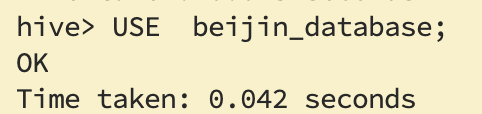 hive> USE  beijin_database;
OK
Time taken: 0.042 seconds